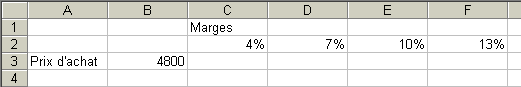 A B C D E F
1 Marges
2 4% 7% 10% 13%
3 Prix d'achat 4800
4